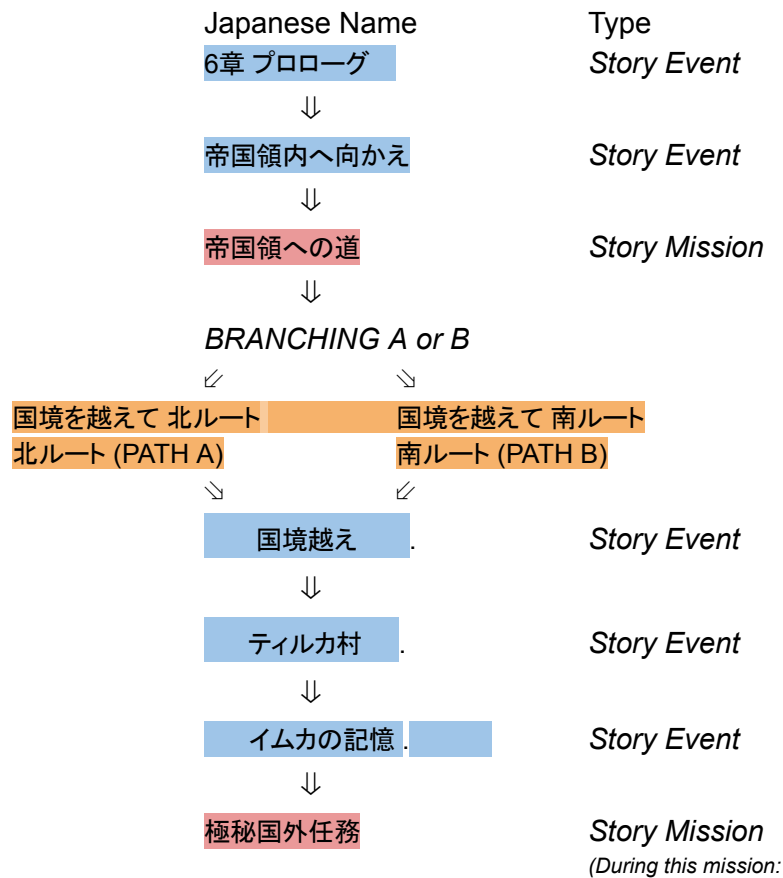 Japanese Name Type
6章 プロローグ Story Event
⇓
帝国領内へ向かえ Story Event
⇓
帝国領への道 Story Mission
⇓
BRANCHING A or B
⇙ ⇘
国境を越えて 北ルート 国境を越えて 南ルート
北ルート (PATH A) 南ルート (PATH B)
⇘ ⇙
国境越え . Story Event
⇓
ティルカ村 . Story Event
⇓
イムカの記憶 . Story Event
⇓
極秘国外任務 Story Mission
(During this mission: